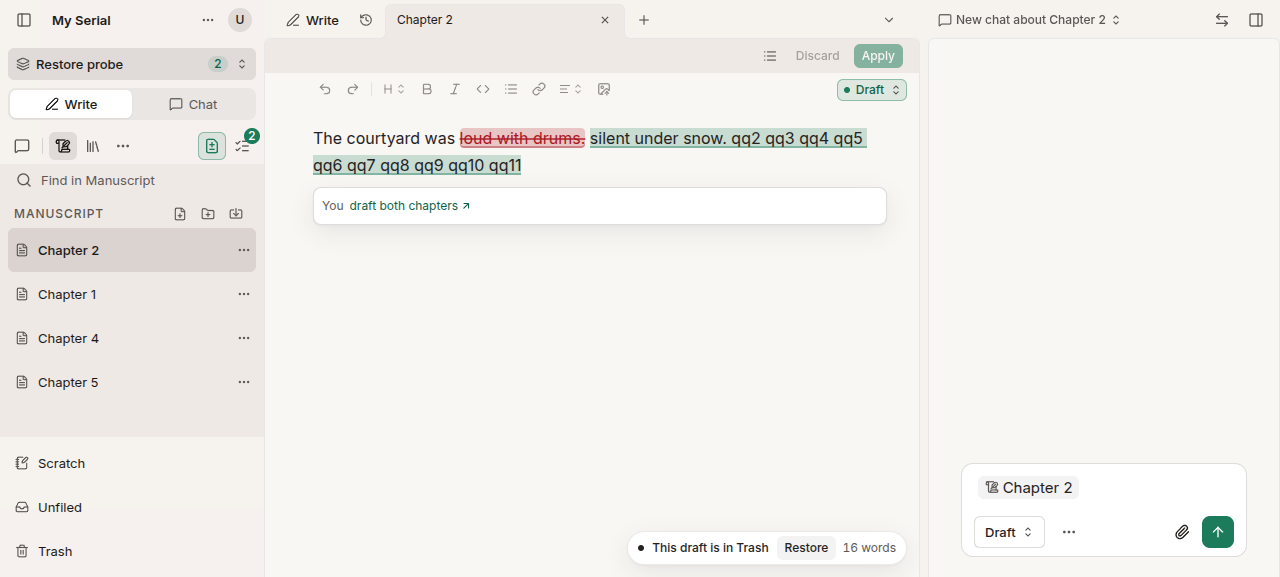 My Serial
U
Restore probe
2
Write
Chat
2
Find in Manuscript
MANUSCRIPT
Chapter 2
Chapter 1
Chapter 4
Chapter 5
Scratch
Unfiled
Trash
Write
Chapter 2
Discard
Apply
H
B
I
Draft
The courtyard was loud with drums. silent under snow. qq2 qq3 qq4 qq5
qq6 qq7 qq8 qq9 qq10 qq11
You draft both chapters
This draft is in Trash
Restore
16 words
New chat about Chapter 2
Chapter 2
Draft